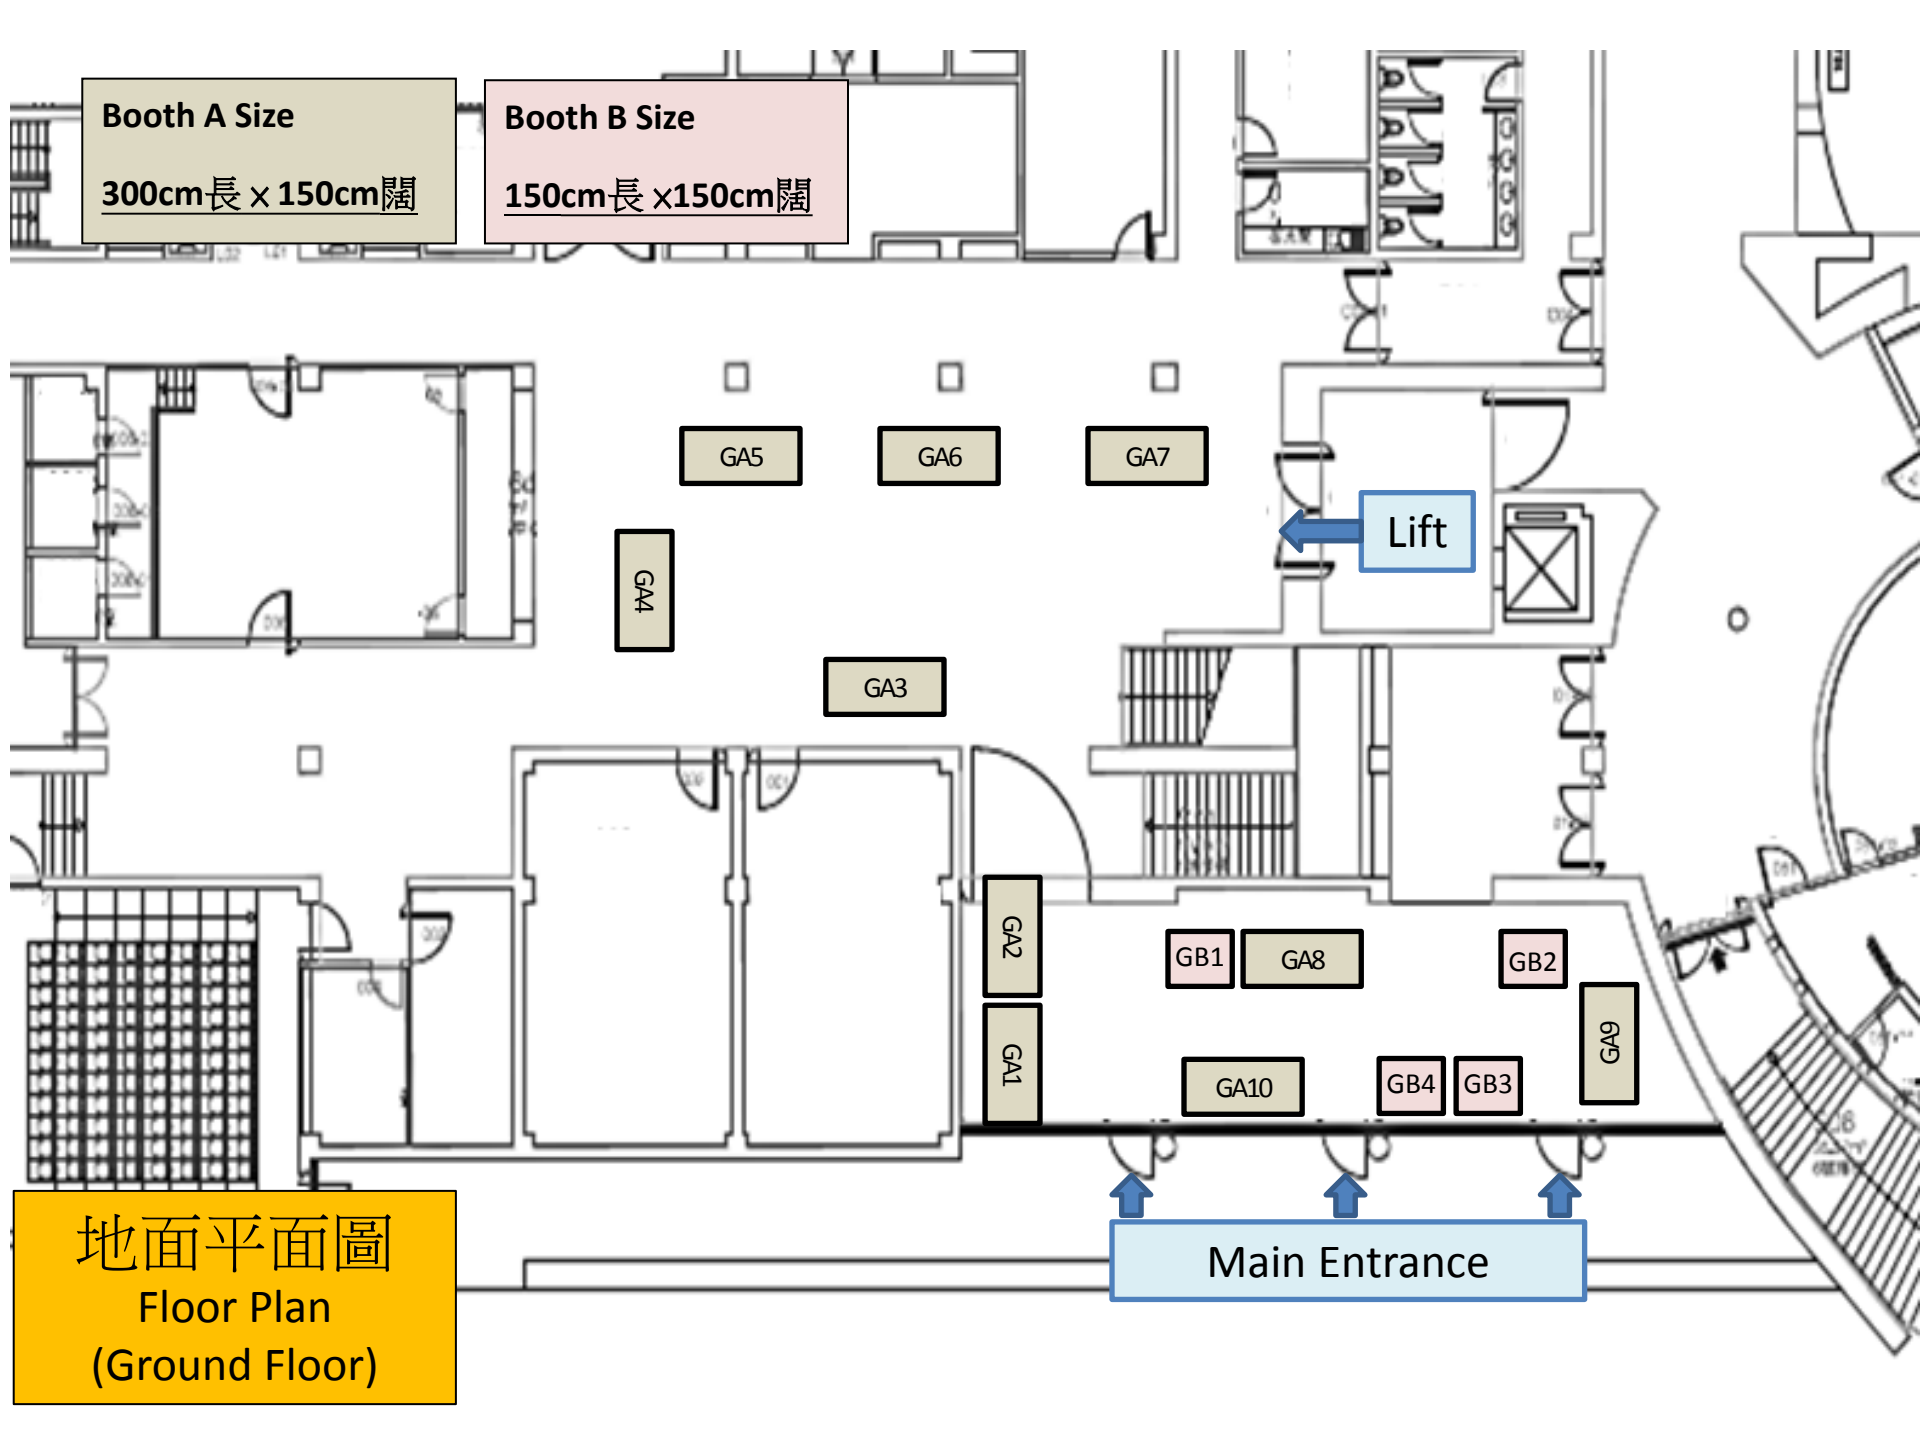 Booth A Size
300cm長 x 150cm闊
Booth B Size
150cm長 x150cm闊
LG2
LG1
GA5
GA6
GA7
Lift
GA4
GA3
GA2
GB1
GA8
GB2
GA1
GA10
GB4
GB3
GA9
Main Entrance
地面平面圖
Floor Plan
(Ground Floor)